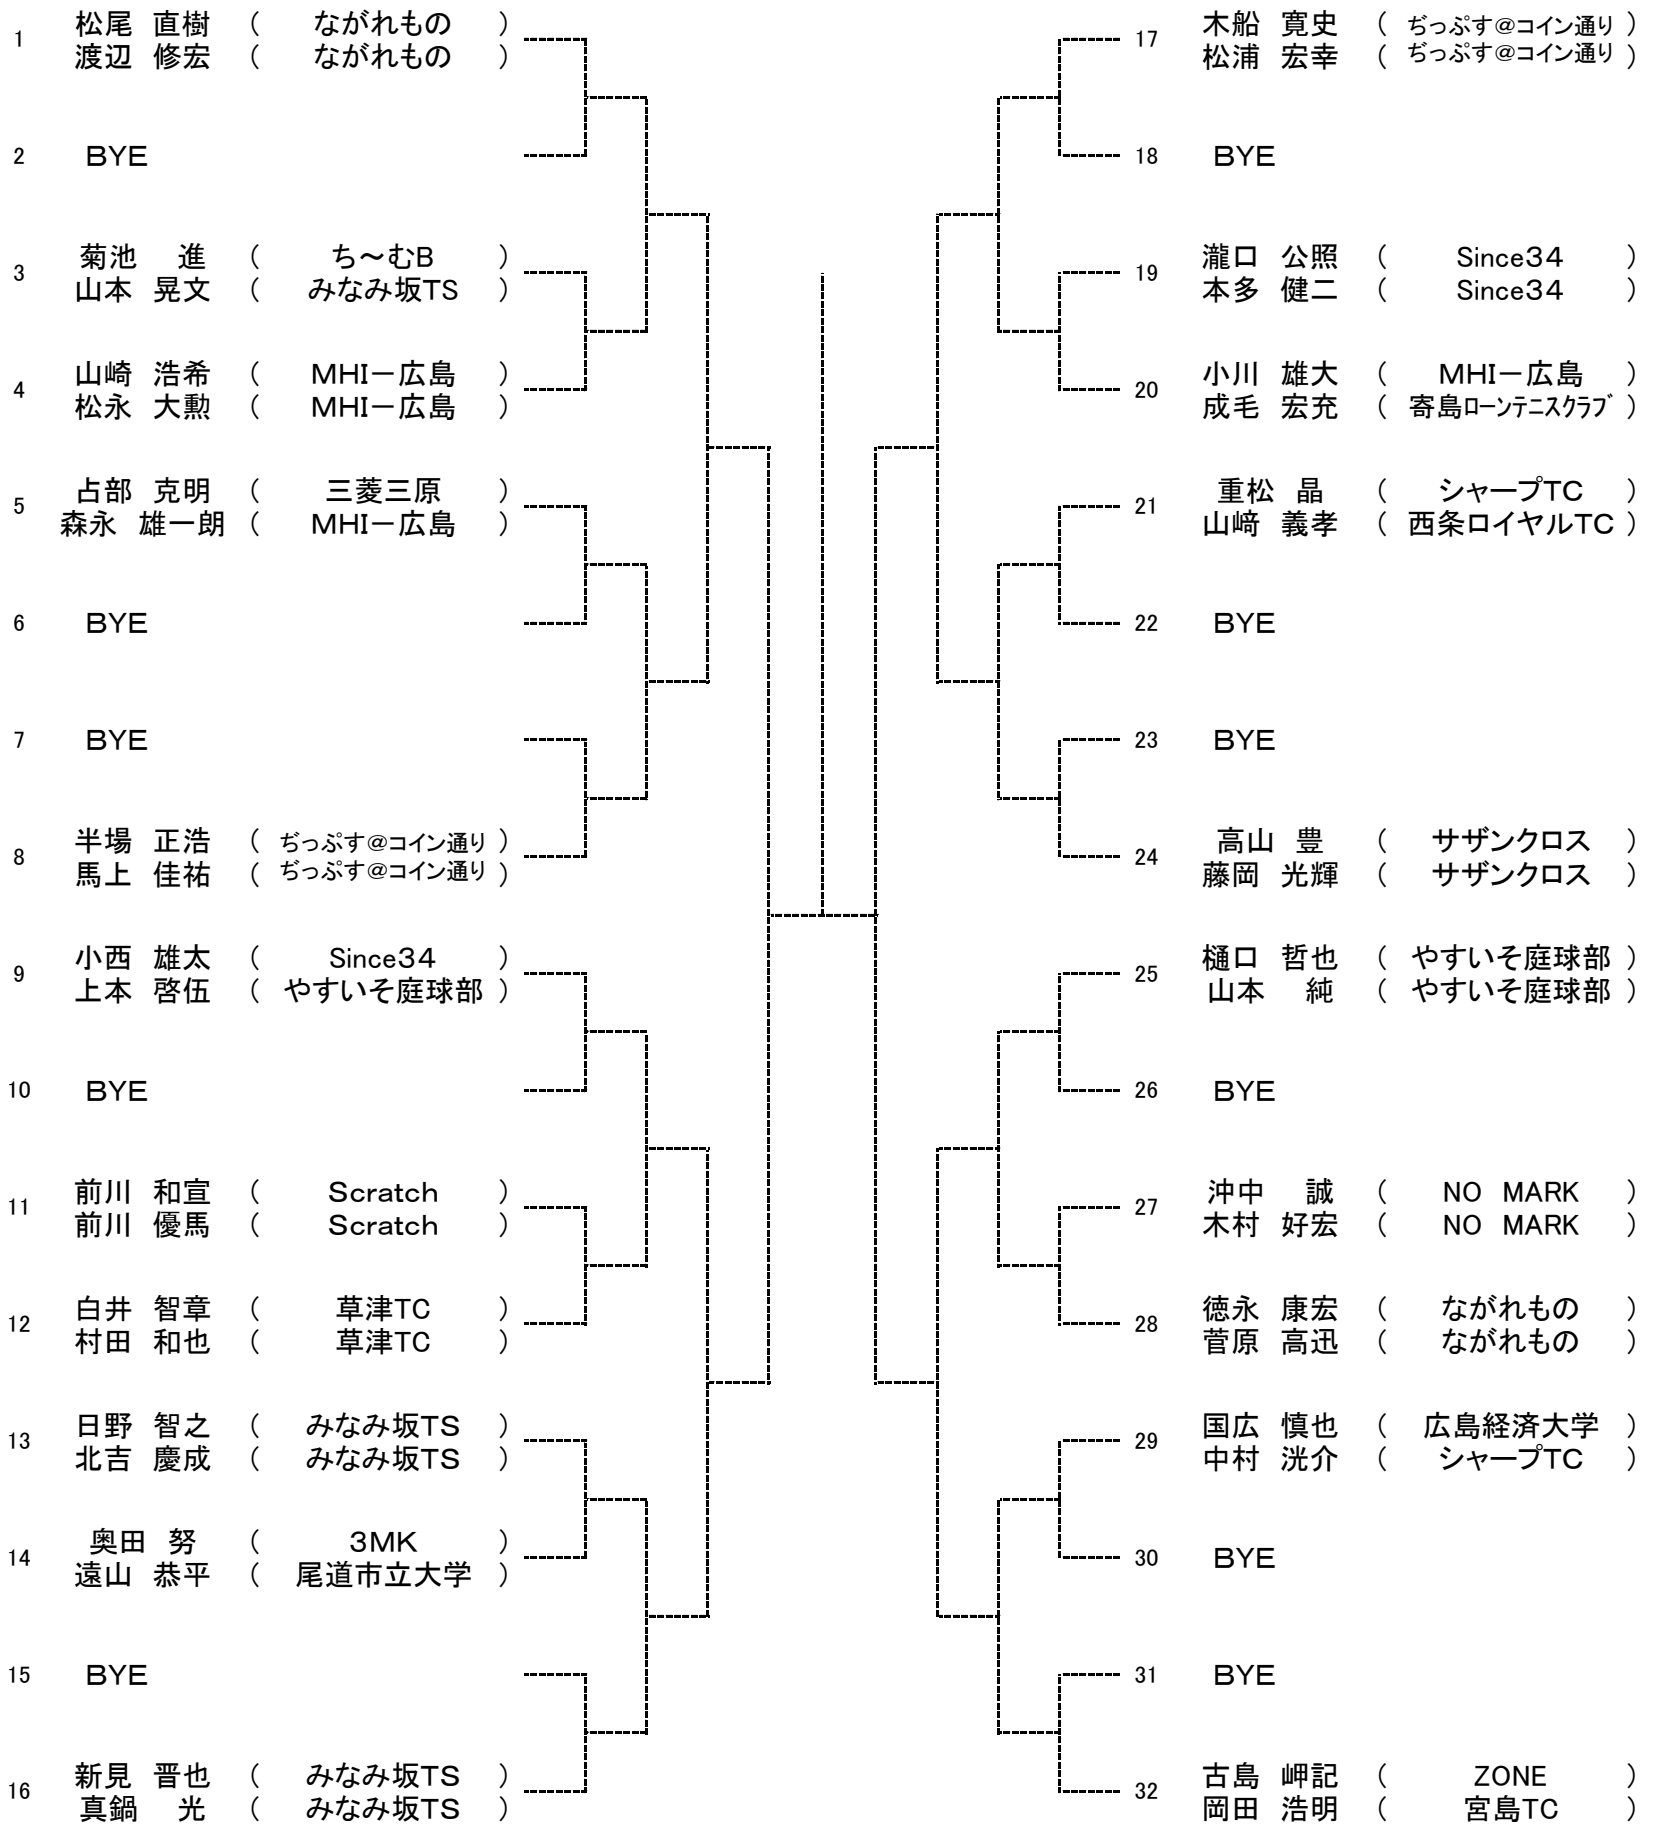 1 松尾 直樹 ( ながれもの )
渡辺 修宏 ( ながれもの )
2 BYE
3 菊池 進 ( ち～むB )
山本 晃文 ( みなみ坂TS )
4 山崎 浩希 ( MHI－広島 )
松永 大勲 ( MHI－広島 )
5 占部 克明 ( 三菱三原 )
森永 雄一朗 ( MHI－広島 )
6 BYE
7 BYE
8 半場 正浩 ( ぢっぷす@コイン通り )
馬上 佳祐 ( ぢっぷす@コイン通り )
9 小西 雄太 ( Since34 )
上本 啓伍 ( やすいそ庭球部 )
10 BYE
11 前川 和宣 ( Scratch )
前川 優馬 ( Scratch )
12 白井 智章 ( 草津TC )
村田 和也 ( 草津TC )
13 日野 智之 ( みなみ坂TS )
北吉 慶成 ( みなみ坂TS )
14 奥田 努 ( 3MK )
遠山 恭平 ( 尾道市立大学 )
15 BYE
16 新見 晋也 ( みなみ坂TS )
真鍋 光 ( みなみ坂TS )
17 木船 寛史 ( ぢっぷす@コイン通り )
松浦 宏幸 ( ぢっぷす@コイン通り )
18 BYE
19 瀧口 公照 ( Since34 )
本多 健二 ( Since34 )
20 小川 雄大 ( MHI－広島 )
成毛 宏充 ( 寄島ﾛｰﾝﾃﾆｽｸﾗﾌﾞ )
21 重松 晶 ( シャープTC )
山﨑 義孝 ( 西条ロイヤルTC )
22 BYE
23 BYE
24 高山 豊 ( サザンクロス )
藤岡 光輝 ( サザンクロス )
25 樋口 哲也 ( やすいそ庭球部 )
山本 純 ( やすいそ庭球部 )
26 BYE
27 沖中 誠 ( NO MARK )
木村 好宏 ( NO MARK )
28 徳永 康宏 ( ながれもの )
菅原 高迅 ( ながれもの )
29 国広 慎也 ( 広島経済大学 )
中村 洸介 ( シャープTC )
30 BYE
31 BYE
32 古島 岬記 ( ZONE )
岡田 浩明 ( 宮島TC )